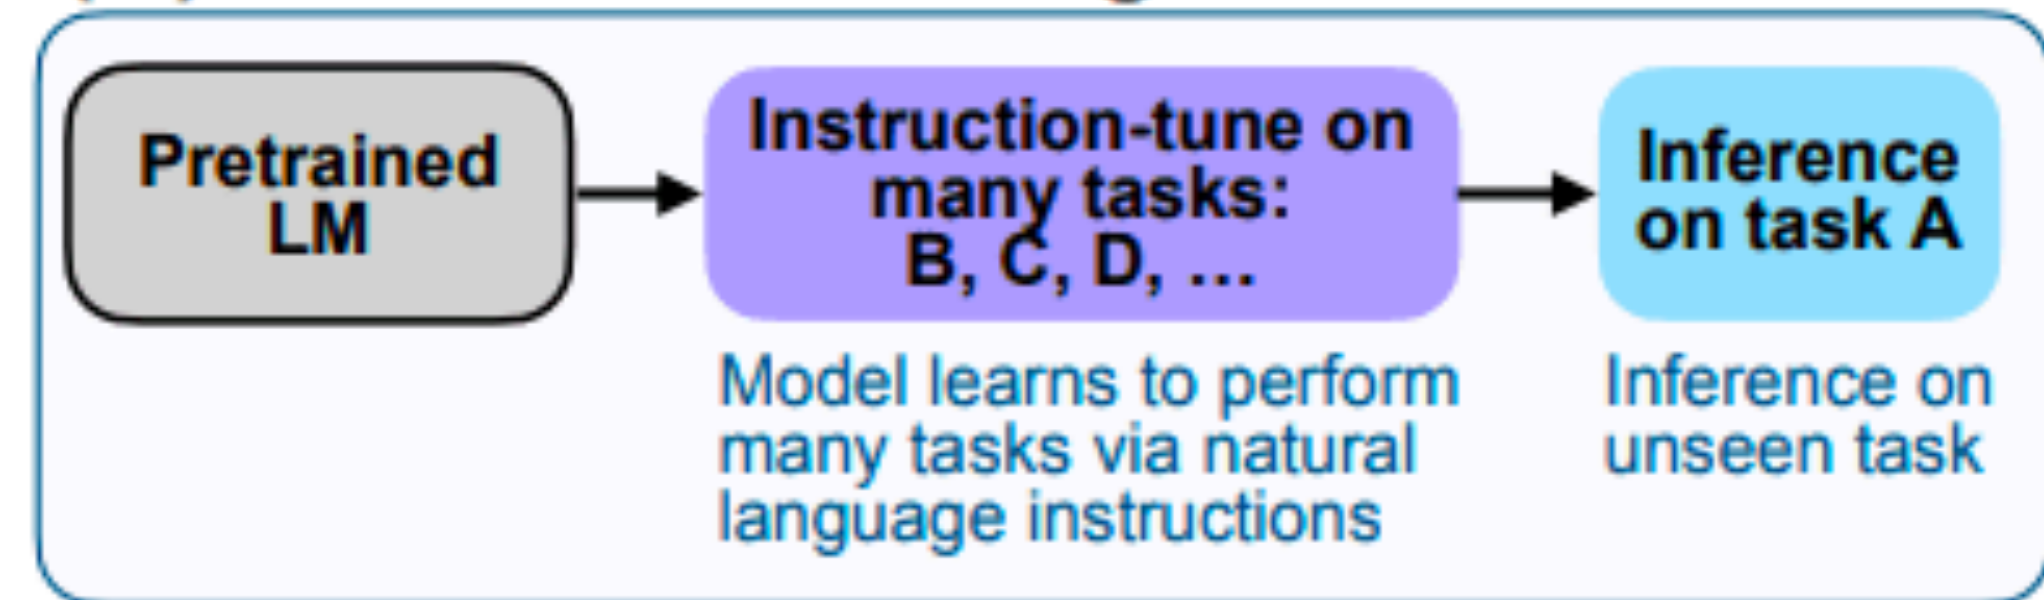 Pretrained
LM
Instruction-tune on
many tasks:
B, C, D, ...
Inference
on task A
Model learns to perform
many tasks via natural
language instructions
Inference on
unseen task